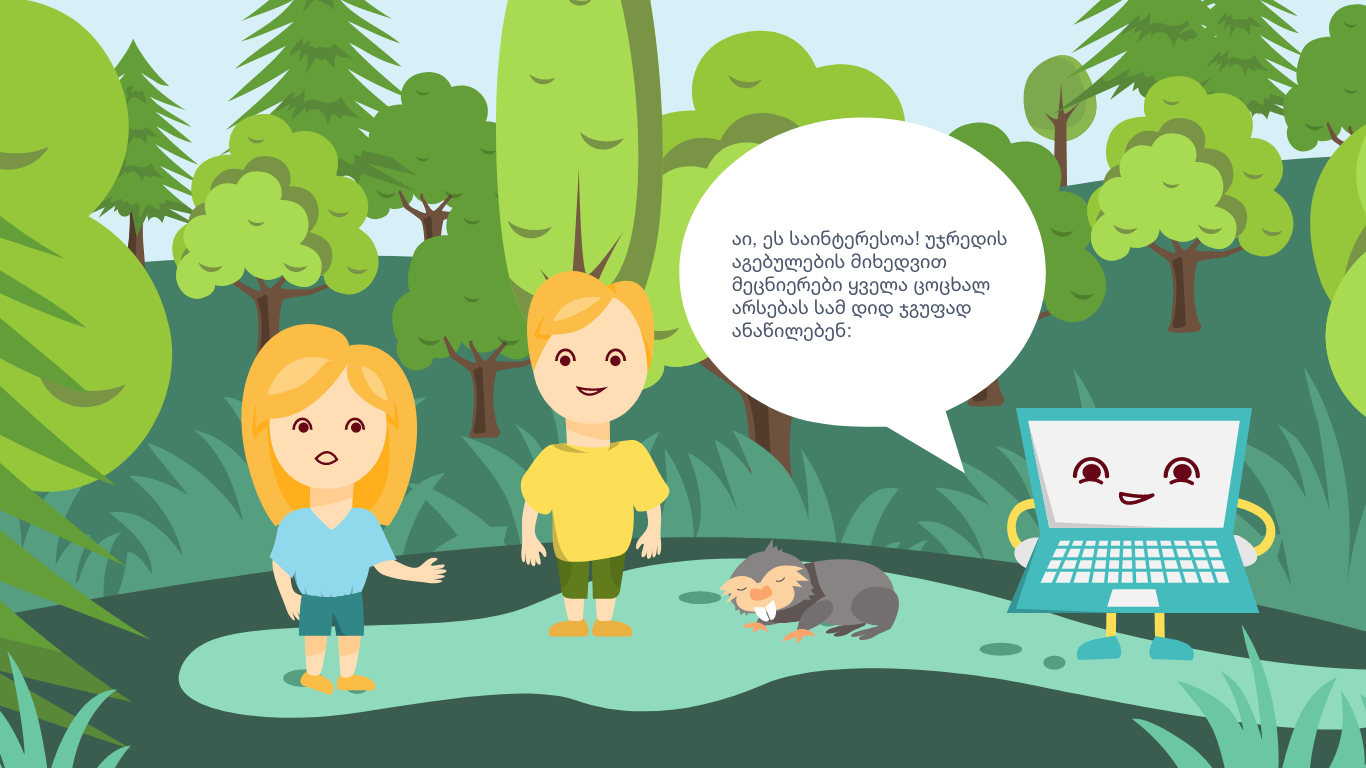 აი, ეს საინტერესოა! უჯრედის
აგებულების მიხედვით
მეცნიერები ყველა ცოცხალ
არსებას სამ დიდ ჯგუფად
ანაწილებენ: